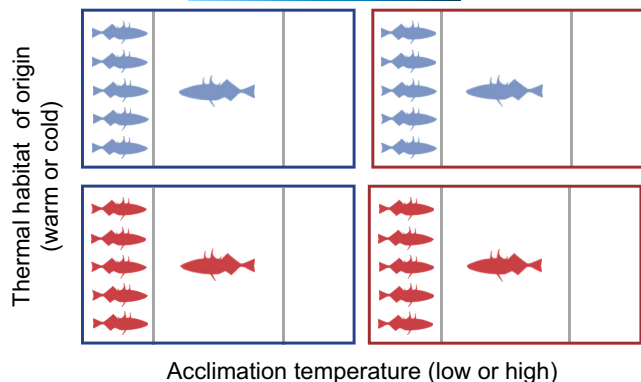 Thermal habitat of origin
(warm or cold)
Acclimation temperature (low or high)